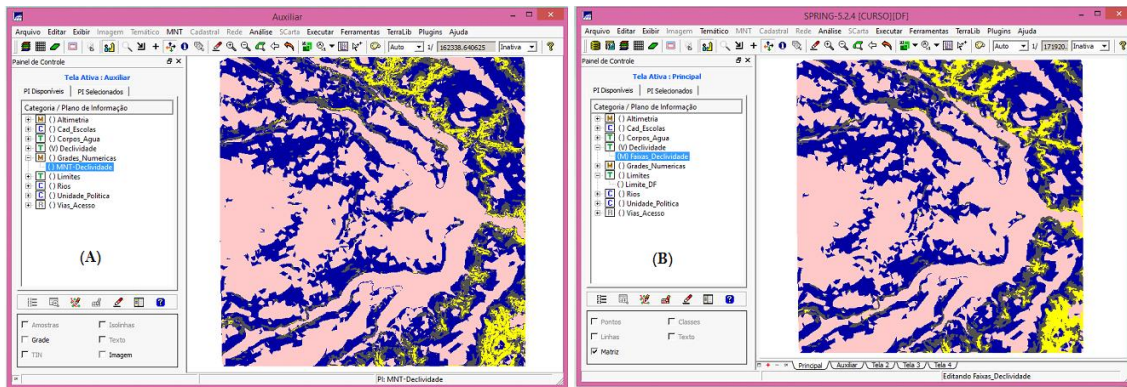 Auxiliar
Arquivo Editar Exibir Imagem Temático MNT Cadastral Rede Análise SCarta Executar Ferramentas TerraLib Plugins Ajuda
Auto 1/ 162338.640625 Inativa
Painel de Controle
Tela Ativa : Auxiliar
PI Disponíveis PI Selecionados
Categoria / Plano de Informação
M () Altimetria
C () Cad_Escolas
T () Corpos_Agua
T (V) Declividade
M () Grades_Numericas
() MNT-Declividade
T () Limites
C () Rios
C () Unidade_Politica
R () Vias_Acesso
(A)
Amostras Isolinhas
Grade Texto
TIN Imagem
PI: MNT-Declividade
SPRING-5.2.4 [CURSO][DF]
Arquivo Editar Exibir Imagem Temático MNT Cadastral Rede Análise SCarta Executar Ferramentas TerraLib Plugins Ajuda
Auto 1/ 171920. Inativa
Painel de Controle
Tela Ativa : Principal
PI Disponíveis PI Selecionados
Categoria / Plano de Informação
M () Altimetria
C () Cad_Escolas
T () Corpos_Agua
T (V) Declividade
(M) Faixas_Declividade
M () Grades_Numericas
T () Limites
() Limite_DF
C () Rios
C () Unidade_Politica
R () Vias_Acesso
(B)
Pontos Classes
Linhas Texto
Matriz
Principal Auxiliar Tela 2 Tela 3 Tela 4
Editando Faixas_Declividade